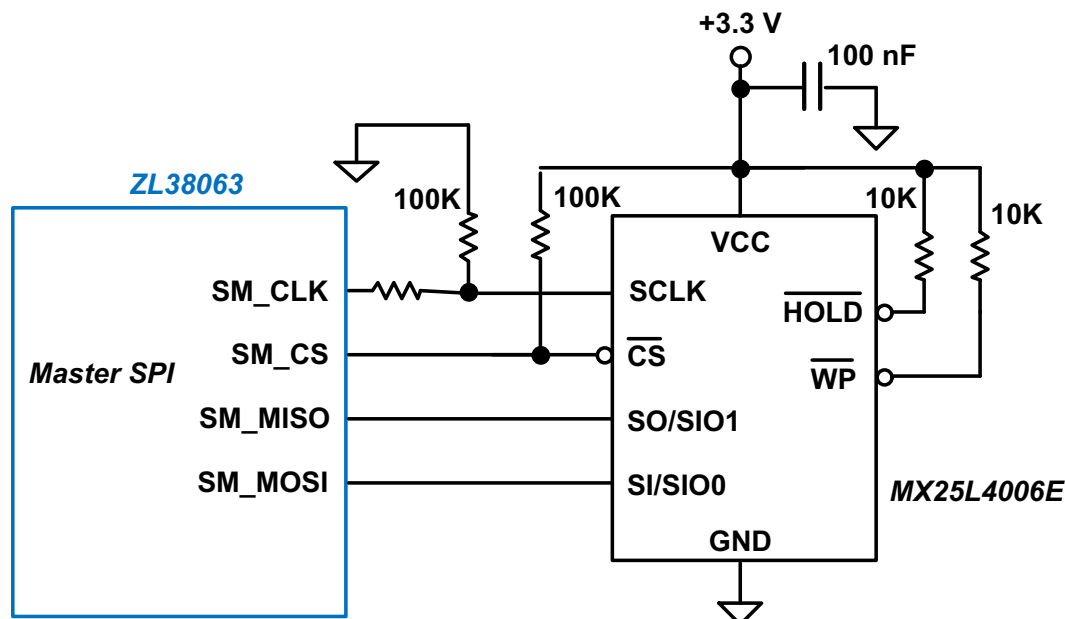 +3.3 V
100 nF
ZL38063
100K
100K
10K
10K
VCC
SM_CLK
SCLK
HOLD
SM_CS
CS
Master SPI
WP
SM_MISO
SO/SIO1
SM_MOSI
SI/SIO0
MX25L4006E
GND